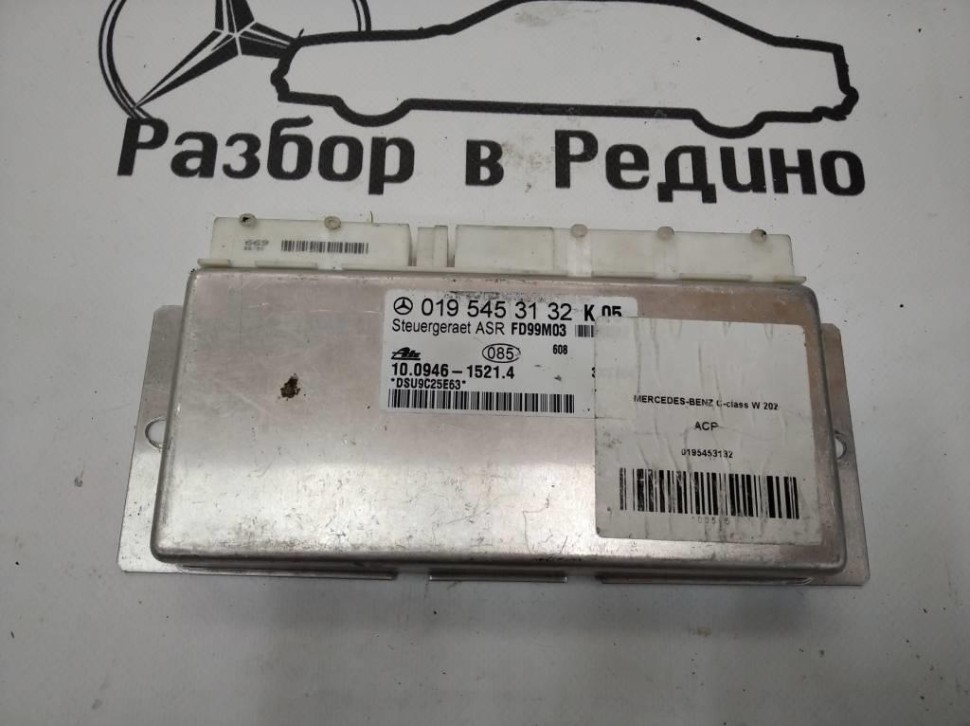 Разбор в Редино
019 545 31 32 K 05
Steuergeraet ASR FD99M03
Ate 085 608
10.0946-1521.4
*DSU9C25E63*
MERCEDES-BENZ C-class W 202
АСР
0195453132